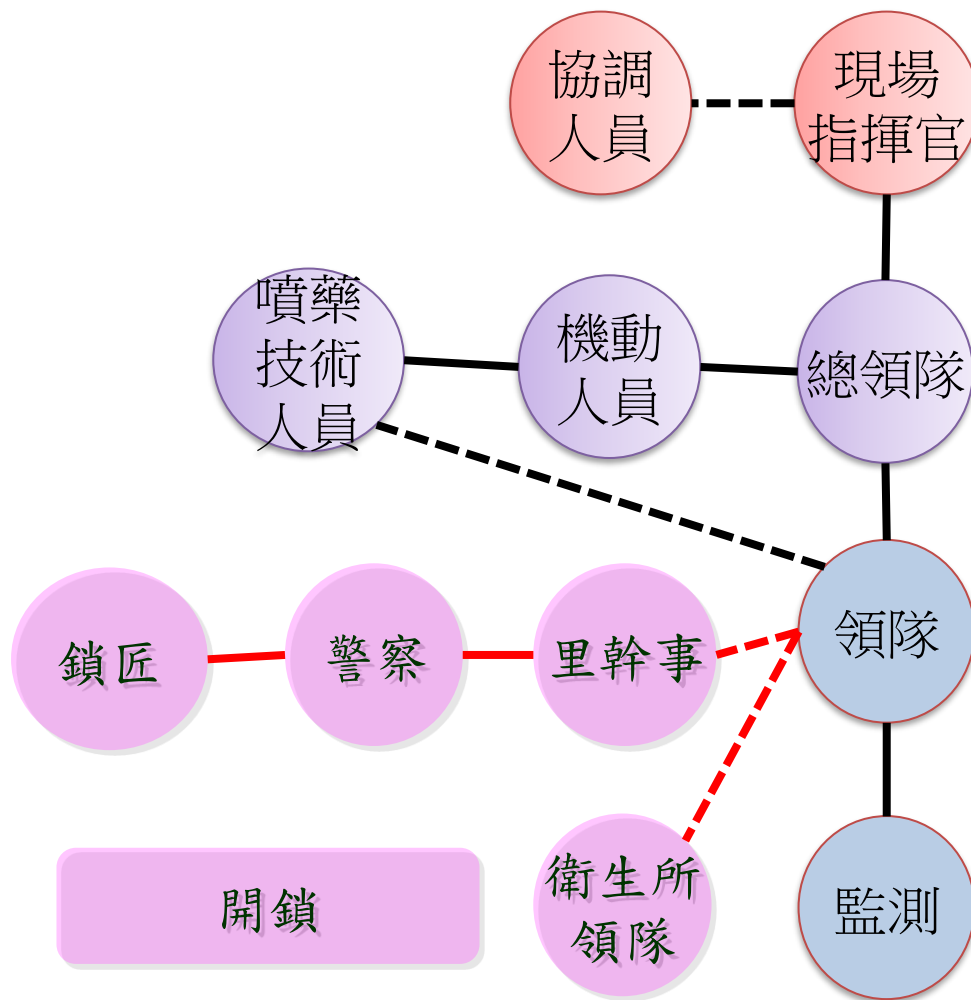 協調
人員
現場
指揮官
噴藥
技術
人員
機動
人員
總領隊
領隊
鎖匠
警察
里幹事
開鎖
衛生所
領隊
監測